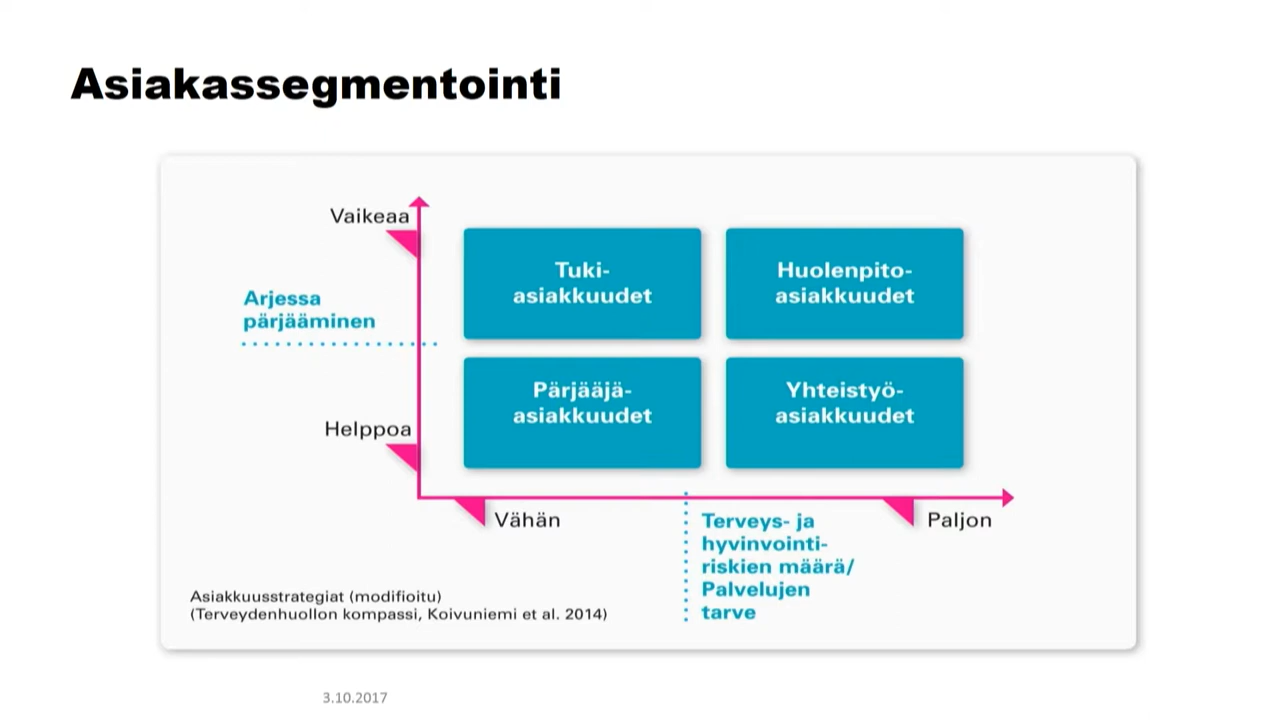 Asiakassegmentointi
Vaikeaa
Tuki-
asiakkuudet
Huolenpito-
asiakkuudet
Arjessa
pärjääminen
Pärjääjä-
asiakkuudet
Yhteistyö-
asiakkuudet
Helppoa
Vähän
Terveys- ja
hyvinvointi-
riskien määrä/
Palvelujen
tarve
Paljon
Asiakkuusstrategiat (modifioitu)
(Terveydenhuollon kompassi, Koivuniemi et al. 2014)
3.10.2017